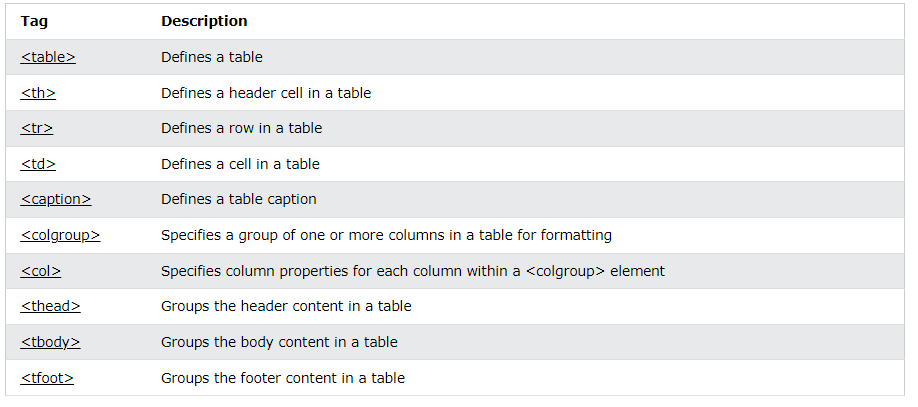 Tag Description
<table> Defines a table
<th> Defines a header cell in a table
<tr> Defines a row in a table
<td> Defines a cell in a table
<caption> Defines a table caption
<colgroup> Specifies a group of one or more columns in a table for formatting
<col> Specifies column properties for each column within a <colgroup> element
<thead> Groups the header content in a table
<tbody> Groups the body content in a table
<tfoot> Groups the footer content in a table